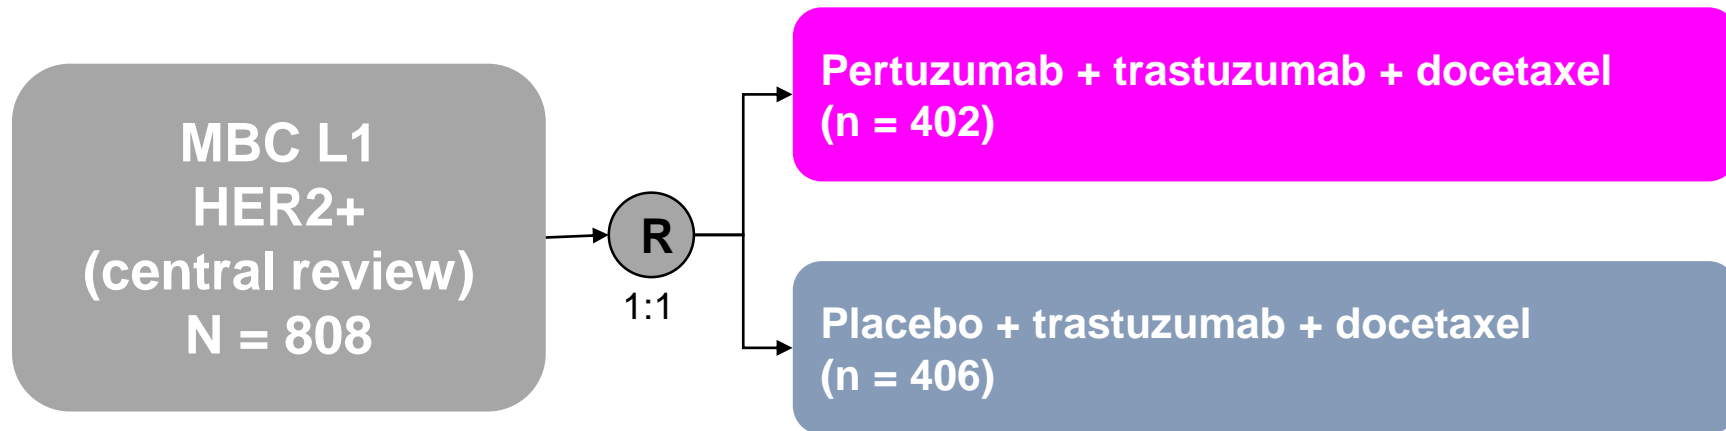 MBC L1
HER2+
(central review)
N = 808
R
1:1
Pertuzumab + trastuzumab + docetaxel
(n = 402)
Placebo + trastuzumab + docetaxel
(n = 406)